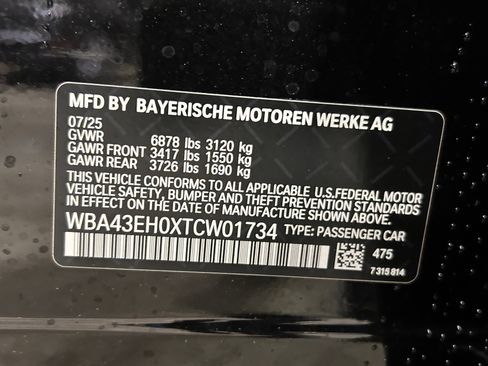 MFD BY BAYERISCHE MOTOREN WERKE AG
07/25
GVWR 6878 lbs 3120 kg
GAWR FRONT 3417 lbs 1550 kg
GAWR REAR 3726 lbs 1690 kg
THIS VEHICLE CONFORMS TO ALL APPLICABLE U.S.FEDERAL MOTOR
VEHICLE SAFETY, BUMPER AND THEFT PREVENTION STANDARDS
IN EFFECT ON THE DATE OF MANUFACTURE SHOWN ABOVE.
WBA43EH0XTCW01734 TYPE: PASSENGER CAR
475
7 315 814